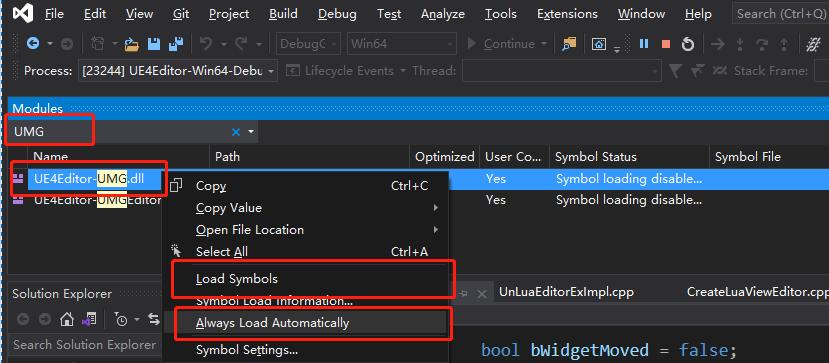 File Edit View Git Project Build Debug Test Analyze Tools Extensions Window Help Search (Ctrl+Q)
Win64 Continue
Process: [23244] UE4Editor-Win64-Debu Lifecycle Events Thread: Stack Frame:
Modules
UMG
Name Path Optimized User Co... Symbol Status Symbol File
UE4Editor-UMG.dll Yes Symbol loading disable...
UE4Editor-UMGEditor Yes Symbol loading disable...
Copy Ctrl+C
Copy Value
Open File Location
Select All Ctrl+A
Load Symbols
Symbol Load Information...
Always Load Automatically
Symbol Settings...
UnLuaEditorExImpl.cpp CreateLuaViewEditor.cpp
Solution Explorer
Search Solution Explorer
bool bWidgetMoved = false;